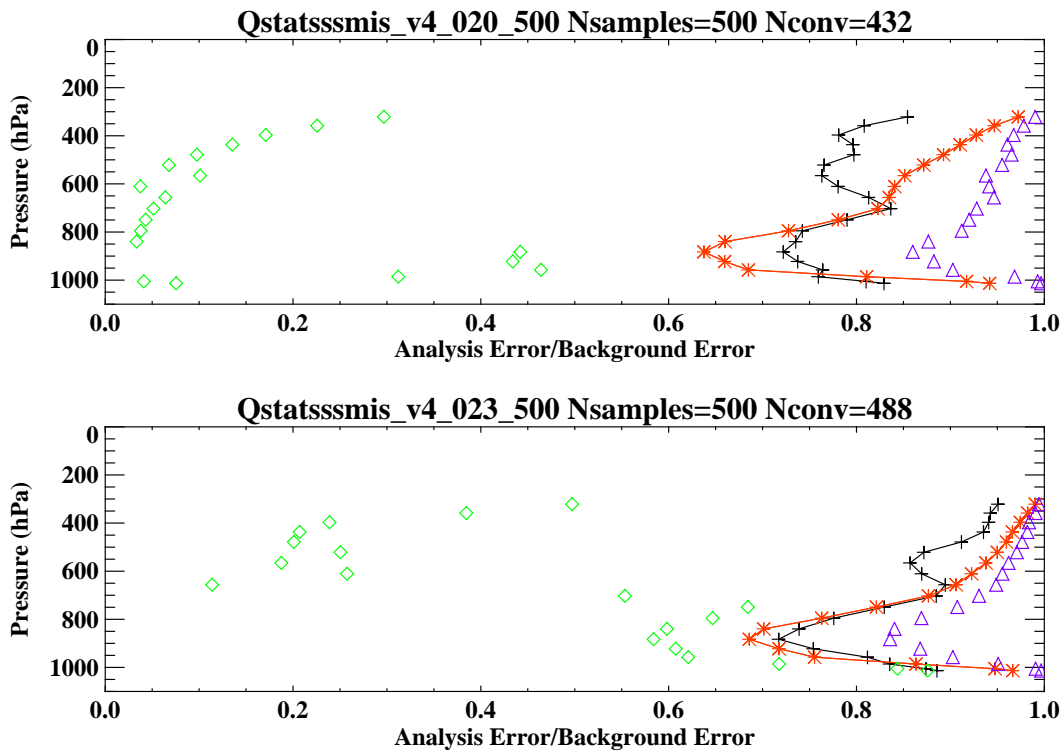 Qstatsssmis_v4_020_500 Nsamples=500 Nconv=432
0
200
400
600
800
1000
Pressure (hPa)
0.0 0.2 0.4 0.6 0.8 1.0
Analysis Error/Background Error
Qstatsssmis_v4_023_500 Nsamples=500 Nconv=488
0
200
400
600
800
1000
Pressure (hPa)
0.0 0.2 0.4 0.6 0.8 1.0
Analysis Error/Background Error